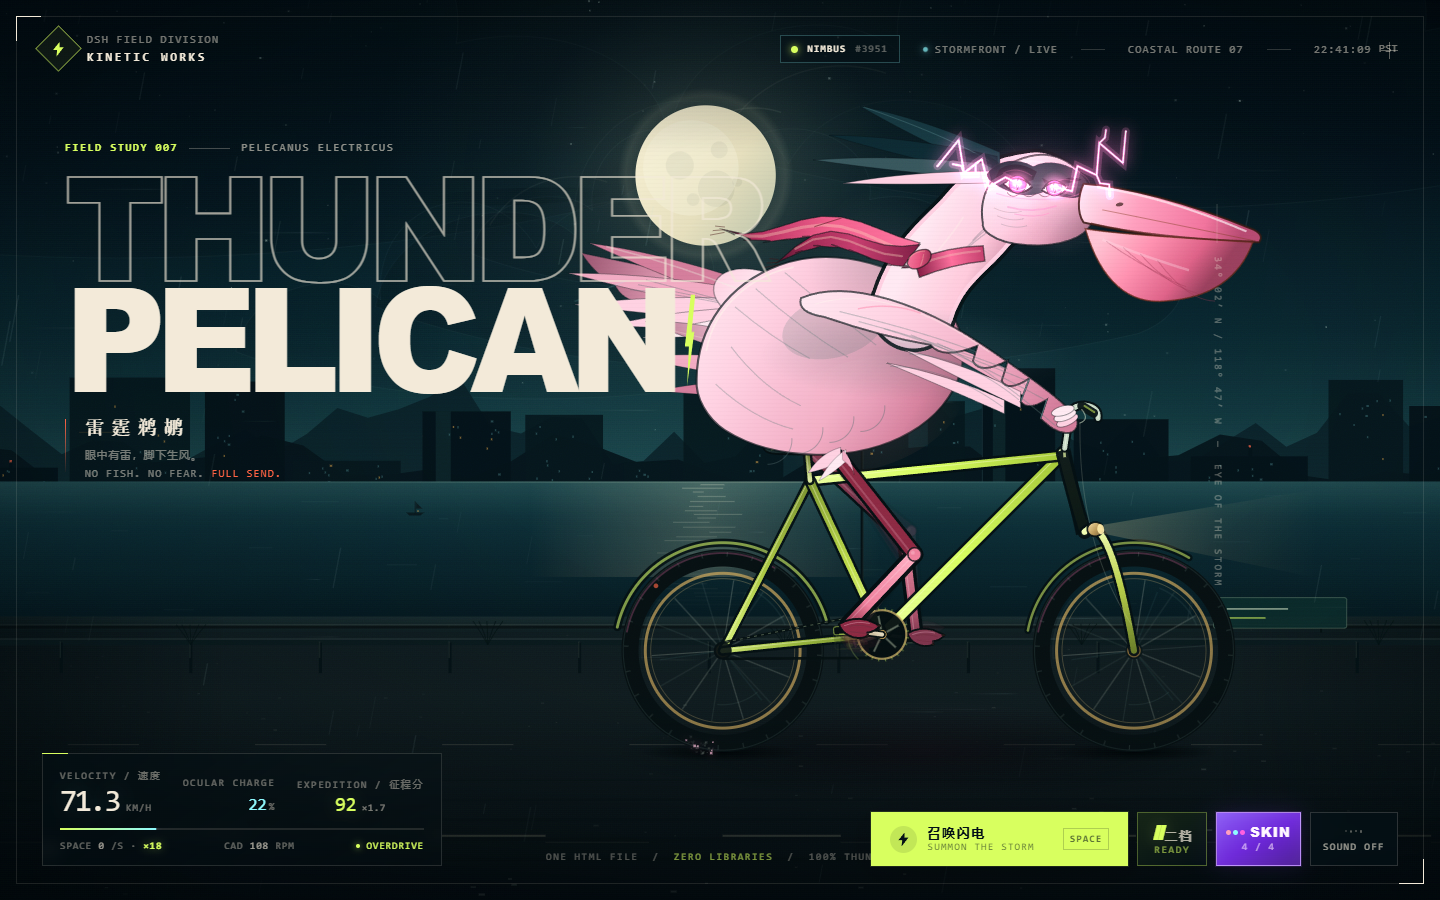 DSH FIELD DIVISION
KINETIC WORKS
NIMBUS #3951
STORMFRONT / LIVE
COASTAL ROUTE 07
22:41:09 PST
FIELD STUDY 007
PELECANUS ELECTRICUS
THUNDER
PELICAN
雷霆鹈鹕
眼中有雷，脚下生风。
NO FISH. NO FEAR. FULL SEND.
34° 02′ N / 118° 47′ W — EYE OF THE STORM
VELOCITY / 速度
71.3 KM/H
OCULAR CHARGE
22%
EXPEDITION / 征程分
92 ×1.7
SPACE 0 /S · ×18
CAD 108 RPM
OVERDRIVE
ONE HTML FILE / ZERO LIBRARIES / 100% THUN
召唤闪电
SUMMON THE STORM
SPACE
二档
READY
SKIN
4 / 4
SOUND OFF